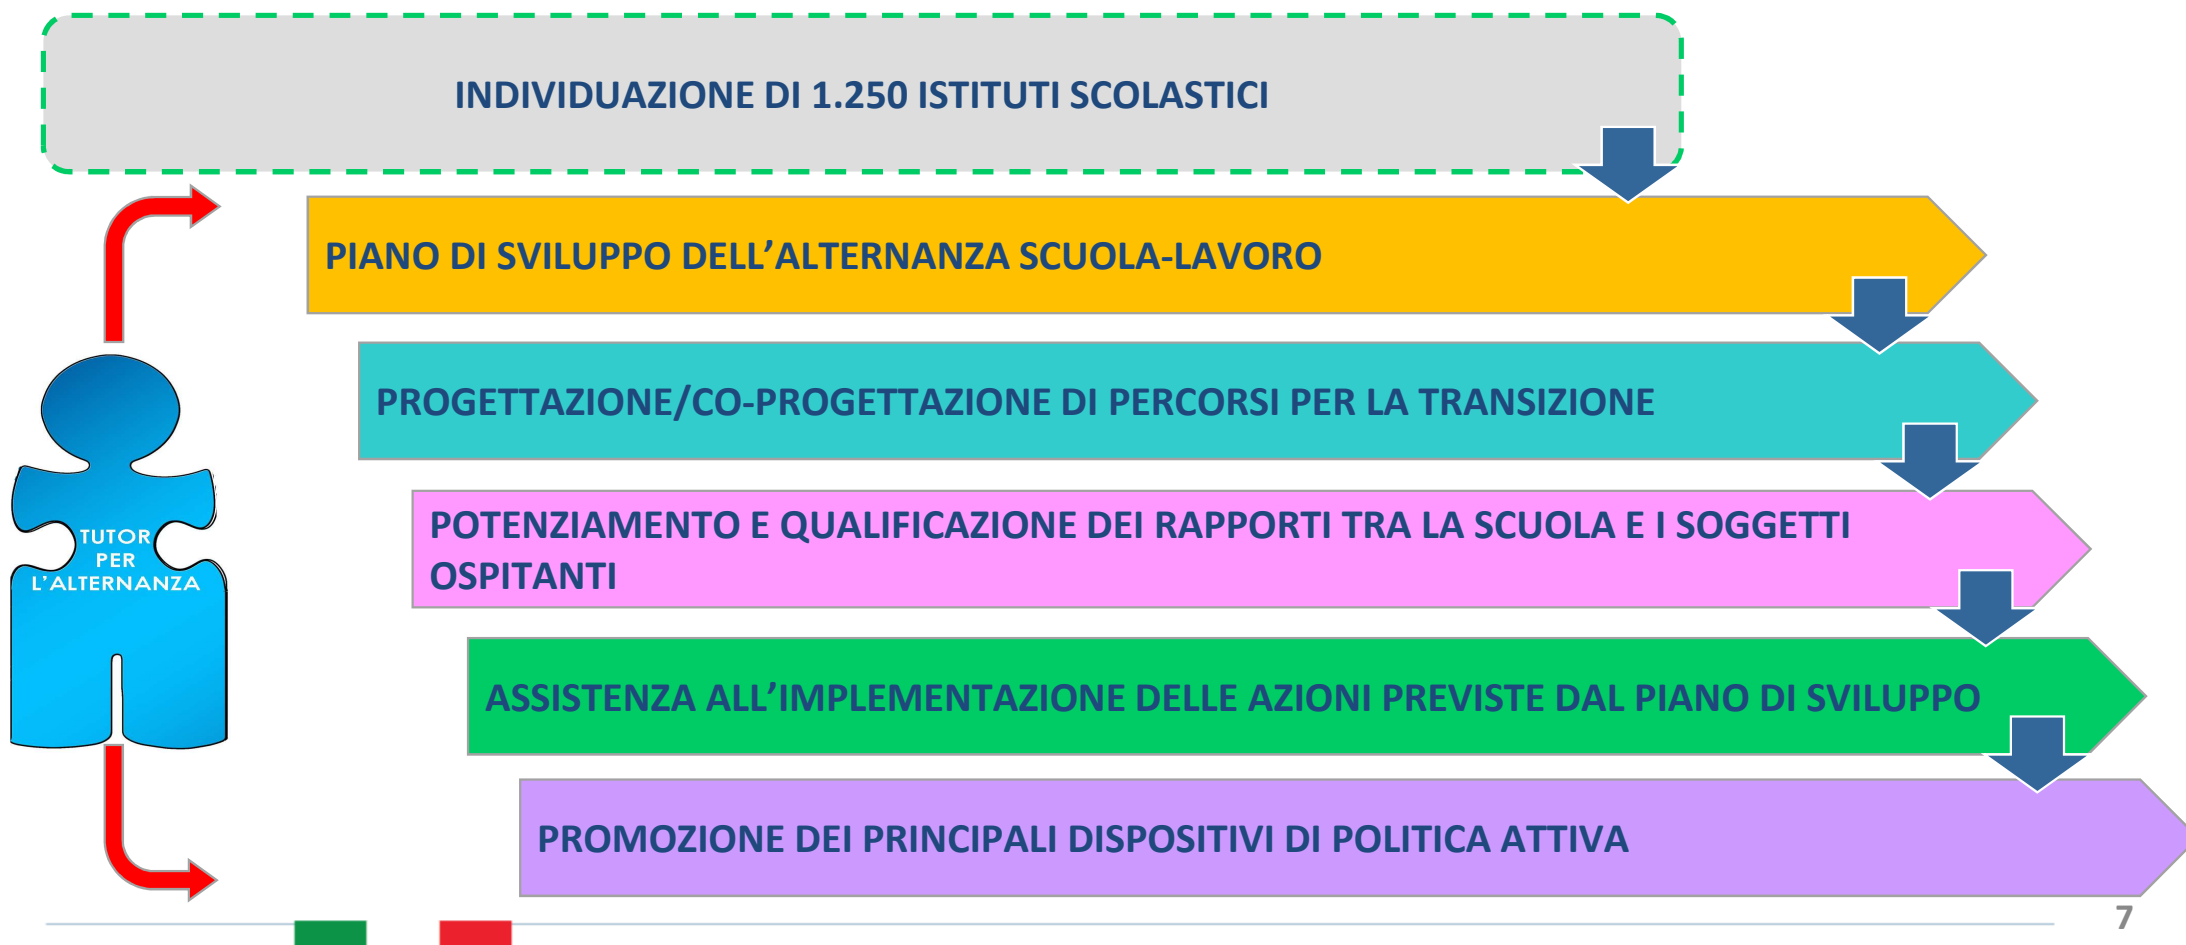 INDIVIDUAZIONE DI 1.250 ISTITUTI SCOLASTICI
PIANO DI SVILUPPO DELL’ALTERNANZA SCUOLA-LAVORO
PROGETTAZIONE/CO-PROGETTAZIONE DI PERCORSI PER LA TRANSIZIONE
POTENZIAMENTO E QUALIFICAZIONE DEI RAPPORTI TRA LA SCUOLA E I SOGGETTI
OSPITANTI
TUTOR
PER
L’ALTERNANZA
ASSISTENZA ALL’IMPLEMENTAZIONE DELLE AZIONI PREVISTE DAL PIANO DI SVILUPPO
PROMOZIONE DEI PRINCIPALI DISPOSITIVI DI POLITICA ATTIVA
7